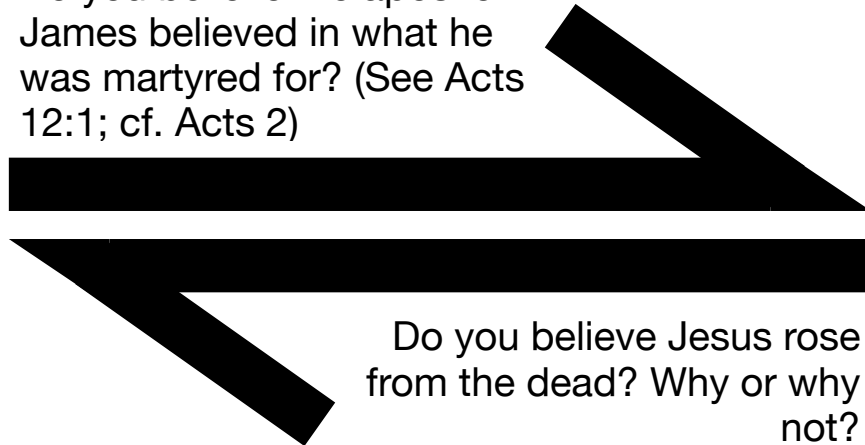 James believed in what he
was martyred for? (See Acts
12:1; cf. Acts 2)
Do you believe Jesus rose
from the dead? Why or why
not?